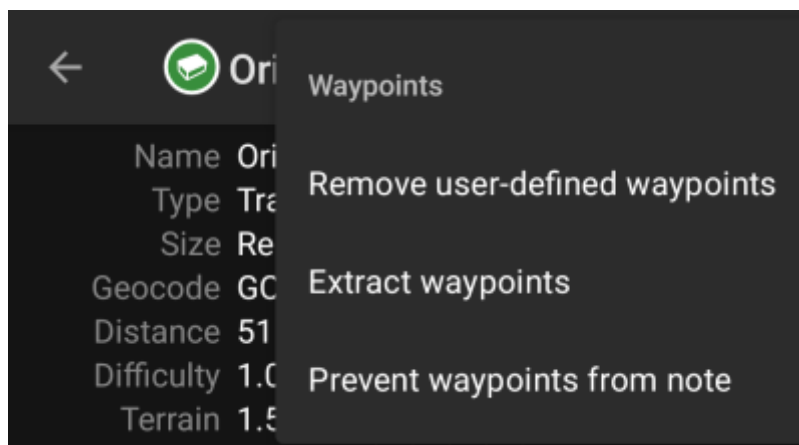 Ori
Waypoints
Name Ori
Remove user-defined waypoints
Type Tra
Size Re
Geocode GC
Extract waypoints
Distance 51
Difficulty 1.0
Prevent waypoints from note
Terrain 1.5